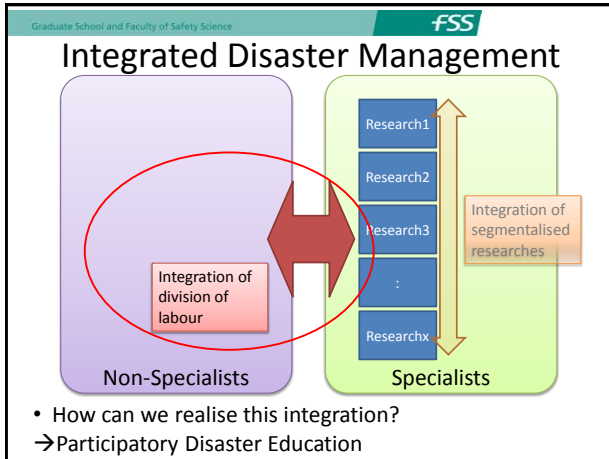 Graduate School and Faculty of Safety Science
FSS
Integrated Disaster Management
Research1
Research2
Research3
:
Researchx
Integration of
segmentalised
researches
Integration of
division of
labour
Non-Specialists
Specialists
• How can we realise this integration?
→Participatory Disaster Education